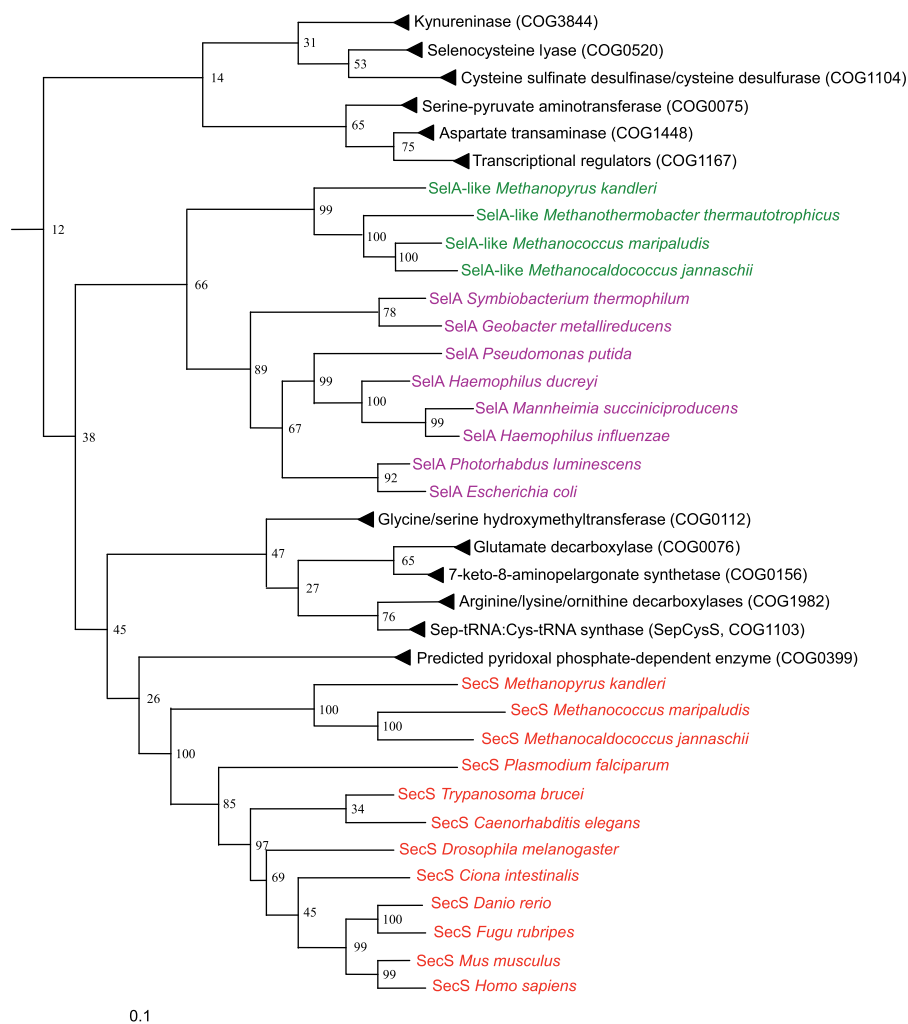 Kynureninase (COG3844)
31
Selenocysteine lyase (COG0520)
53
14
Cysteine sulfinate desulfinase/cysteine desulfurase (COG1104)
Serine-pyruvate aminotransferase (COG0075)
65
Aspartate transaminase (COG1448)
75
Transcriptional regulators (COG1167)
SelA-like Methanopyrus kandleri
99
SelA-like Methanothermobacter thermautotrophicus
12
100
SelA-like Methanococcus maripaludis
100
SelA-like Methanocaldococcus jannaschii
66
SelA Symbiobacterium thermophilum
78
SelA Geobacter metallireducens
SelA Pseudomonas putida
89
99
SelA Haemophilus ducreyi
100
SelA Mannheimia succiniciproducens
99
67
SelA Haemophilus influenzae
38
SelA Photorhabdus luminescens
92
SelA Escherichia coli
Glycine/serine hydroxymethyltransferase (COG0112)
47
Glutamate decarboxylase (COG0076)
65
7-keto-8-aminopelargonate synthetase (COG0156)
27
Arginine/lysine/ornithine decarboxylases (COG1982)
76
Sep-tRNA:Cys-tRNA synthase (SepCysS, COG1103)
45
Predicted pyridoxal phosphate-dependent enzyme (COG0399)
SecS Methanopyrus kandleri
26
100
SecS Methanococcus maripaludis
100
SecS Methanocaldococcus jannaschii
100
SecS Plasmodium falciparum
SecS Trypanosoma brucei
85
34
SecS Caenorhabditis elegans
97
SecS Drosophila melanogaster
69
SecS Ciona intestinalis
SecS Danio rerio
45
100
SecS Fugu rubripes
99
SecS Mus musculus
99
SecS Homo sapiens
0.1